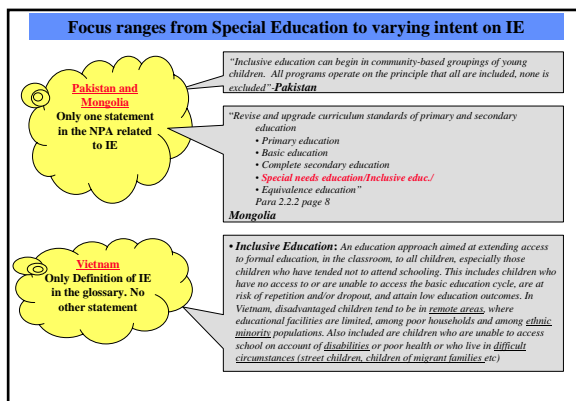 Focus ranges from Special Education to varying intent on IE
Pakistan and
Mongolia
Only one statement
in the NPA related
to IE
“Inclusive education can begin in community-based groupings of young
children. All programs operate on the principle that all are included, none is
excluded”-Pakistan
“Revise and upgrade curriculum standards of primary and secondary
education
• Primary education
• Basic education
• Complete secondary education
• Special needs education/Inclusive educ./
• Equivalence education”
Para 2.2.2 page 8
Mongolia
Vietnam
Only Definition of IE
in the glossary. No
other statement
• Inclusive Education: An education approach aimed at extending access
to formal education, in the classroom, to all children, especially those
children who have tended not to attend schooling. This includes children who
have no access to or are unable to access the basic education cycle, are at
risk of repetition and/or dropout, and attain low education outcomes. In
Vietnam, disadvantaged children tend to be in remote areas, where
educational facilities are limited, among poor households and among ethnic
minority populations. Also included are children who are unable to access
school on account of disabilities or poor health or who live in difficult
circumstances (street children, children of migrant families etc)